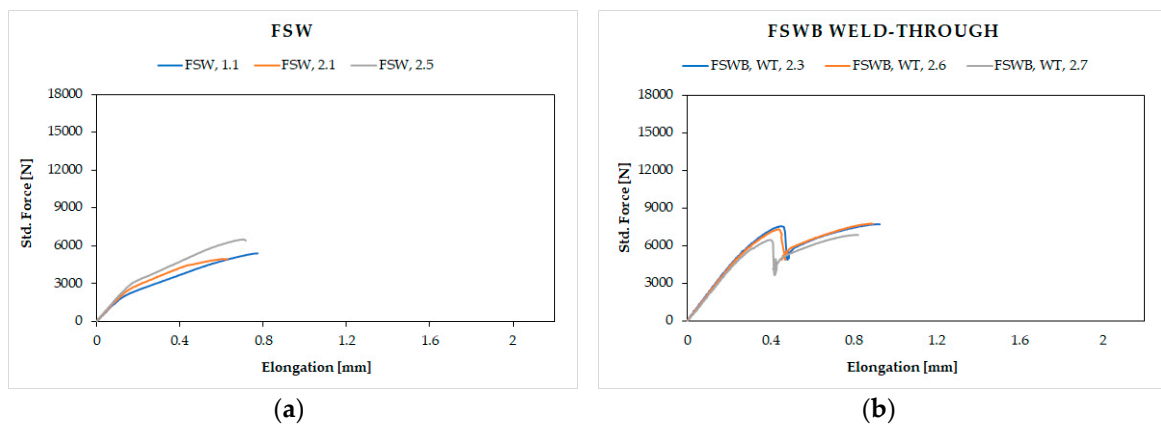 FSW
FSW, 1.1 FSW, 2.1 FSW, 2.5
18000
15000
12000
9000
6000
3000
0
Std. Force [N]
0 0.4 0.8 1.2 1.6 2
Elongation [mm]
(a)
FSWB WELD-THROUGH
FSWB, WT, 2.3 FSWB, WT, 2.6 FSWB, WT, 2.7
18000
15000
12000
9000
6000
3000
0
Std. Force [N]
0 0.4 0.8 1.2 1.6 2
Elongation [mm]
(b)